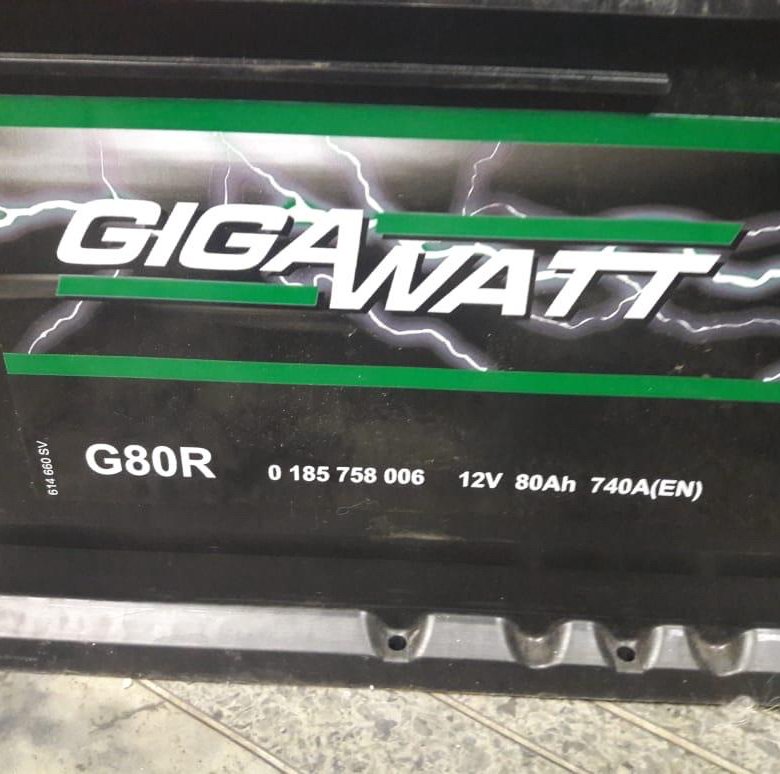 GIGAWATT
G80R 0 185 758 006 12V 80Ah 740A(EN)
614 660 SV